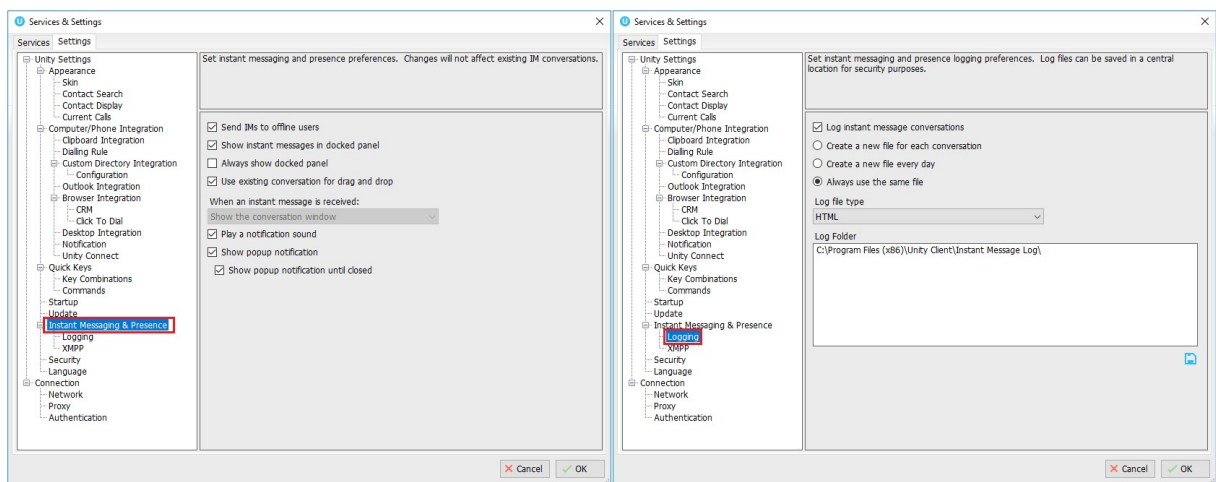 Services & Settings
Services Settings
Unity Settings
Appearance
Skin
Contact Search
Contact Display
Current Calls
Computer/Phone Integration
Clipboard Integration
Dialling Rule
Custom Directory Integration
Configuration
Outlook Integration
Browser Integration
CRM
Click To Dial
Desktop Integration
Notification
Unity Connect
Quick Keys
Key Combinations
Commands
Startup
Update
Instant Messaging & Presence
Logging
XMPP
Security
Language
Connection
Network
Proxy
Authentication
Set instant messaging and presence preferences. Changes will not affect existing IM conversations.
Send IMs to offline users
Show instant messages in docked panel
Always show docked panel
Use existing conversation for drag and drop
When an instant message is received:
Show the conversation window
Play a notification sound
Show popup notification
Show popup notification until closed
Cancel OK
Services & Settings
Services Settings
Unity Settings
Appearance
Skin
Contact Search
Contact Display
Current Calls
Computer/Phone Integration
Clipboard Integration
Dialling Rule
Custom Directory Integration
Configuration
Outlook Integration
Browser Integration
CRM
Click To Dial
Desktop Integration
Notification
Unity Connect
Quick Keys
Key Combinations
Commands
Startup
Update
Instant Messaging & Presence
Logging
XMPP
Security
Language
Connection
Network
Proxy
Authentication
Set instant messaging and presence logging preferences. Log files can be saved in a central
location for security purposes.
Log instant message conversations
Create a new file for each conversation
Create a new file every day
Always use the same file
Log file type
HTML
Log Folder
C:\Program Files (x86)\Unity Client\Instant Message Log\
Cancel OK